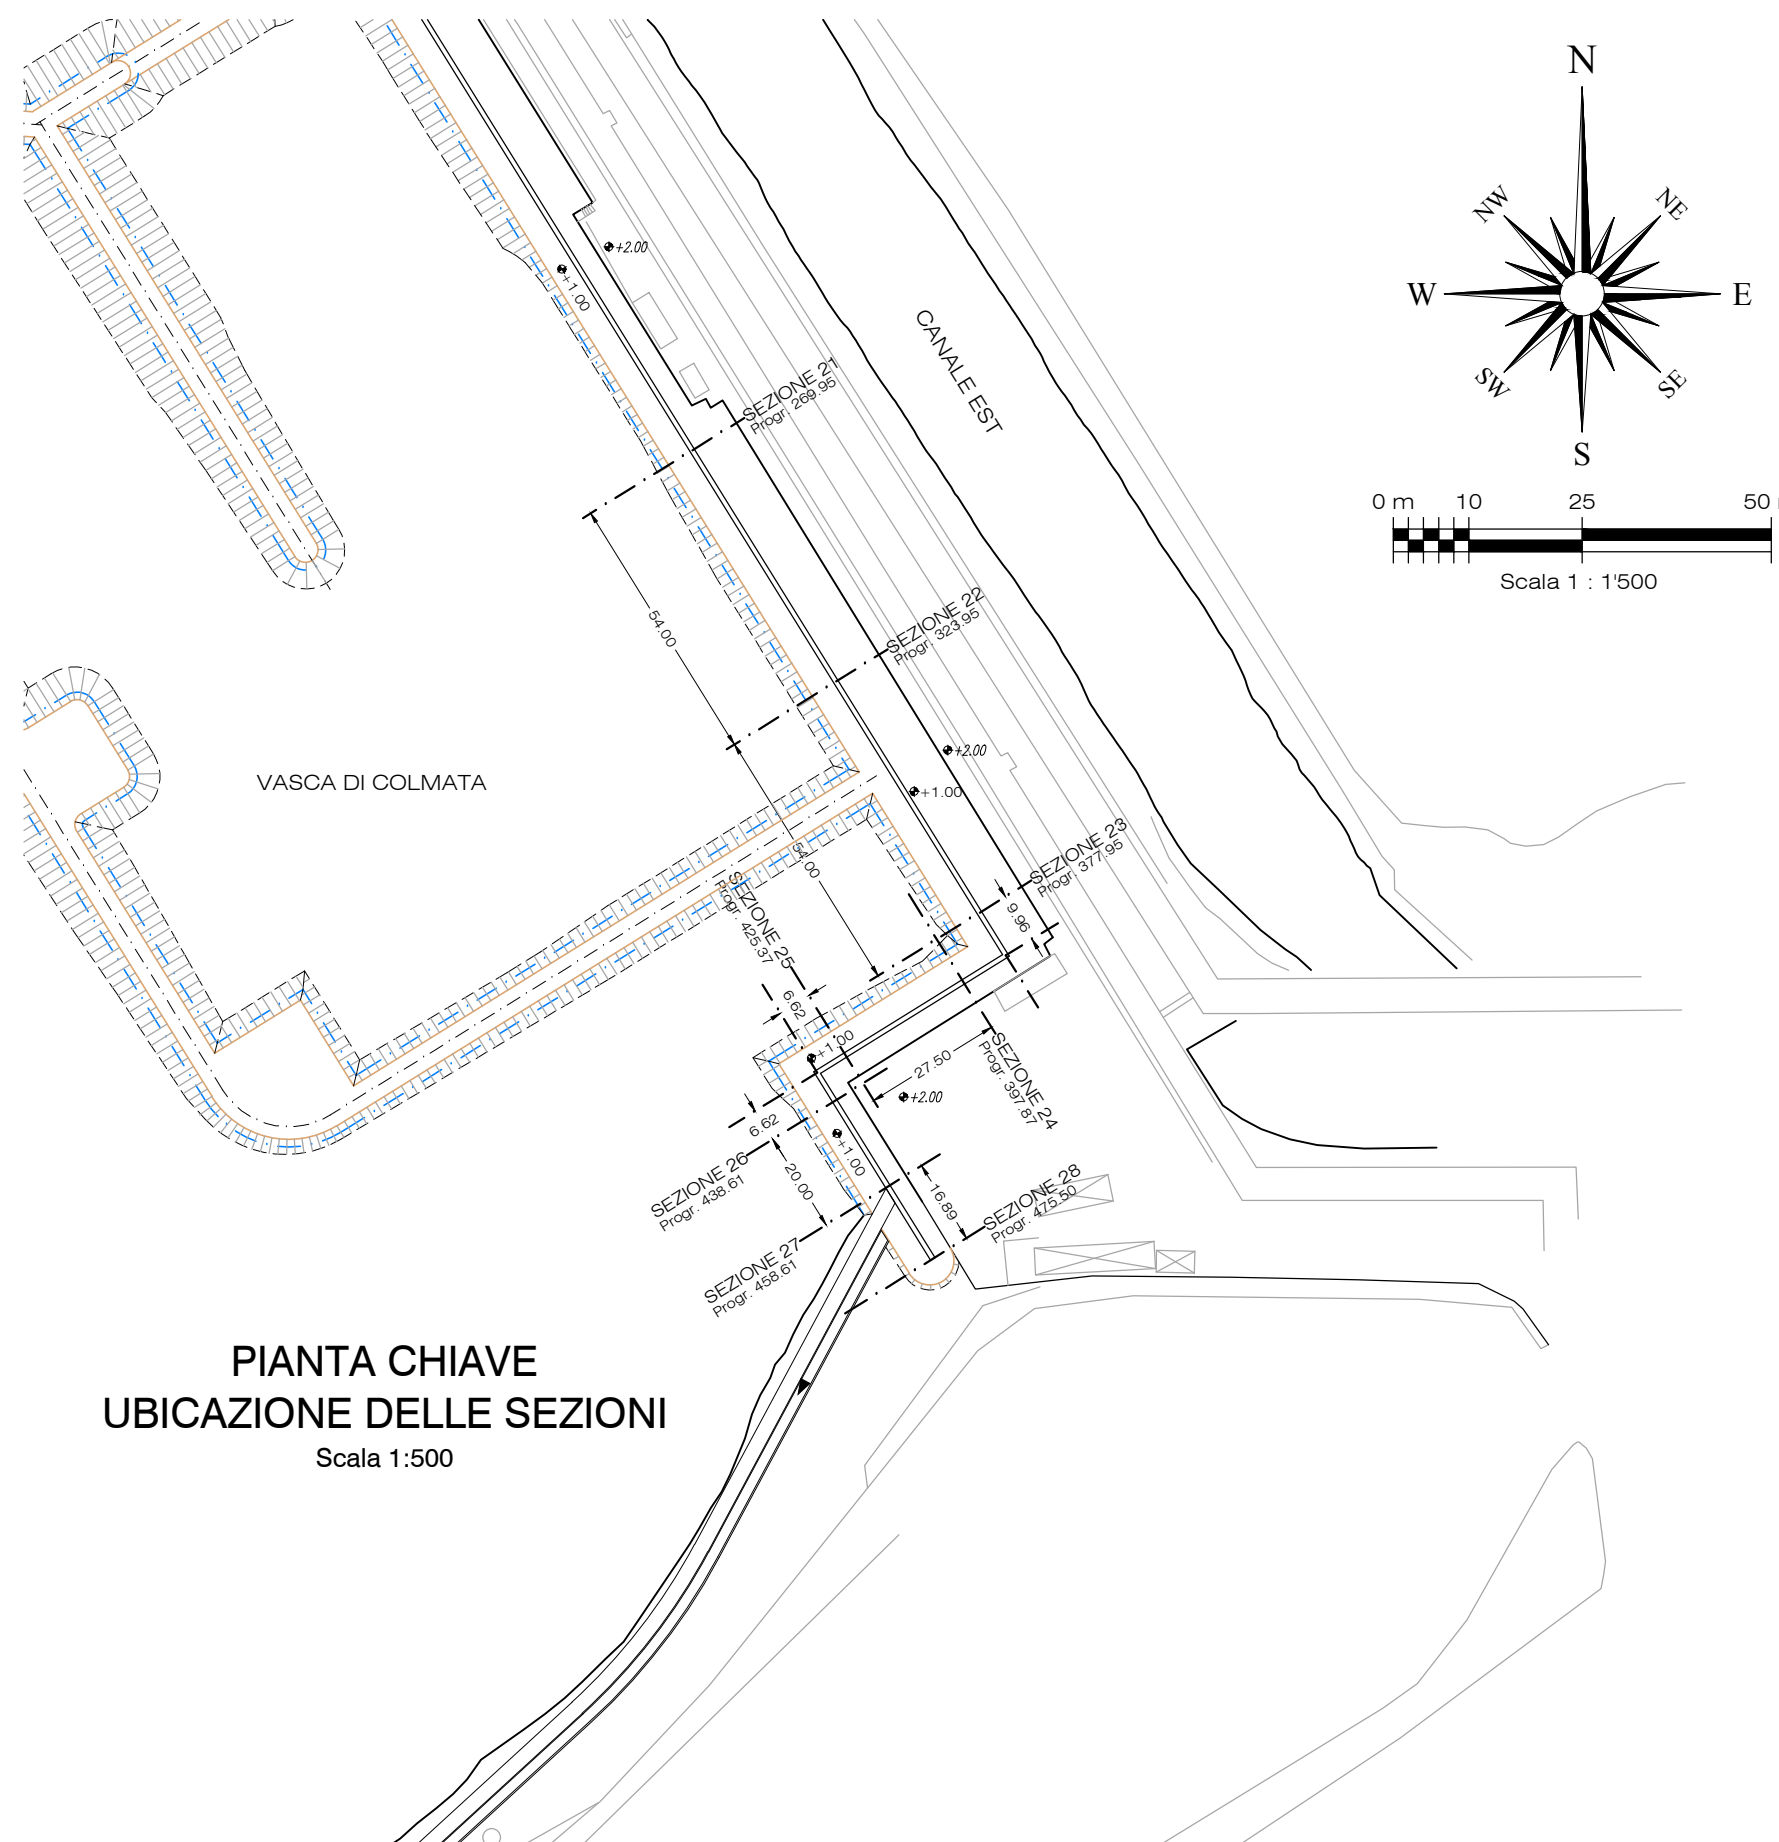 N
NW
NE
W
E
SW
SE
S
0 m 10 25 50
Scala 1 : 1'500
CANALE EST
+2.00
+1.00
SEZIONE 21
Progr. 269.95
54.00
SEZIONE 22
Progr. 323.95
+2.00
+1.00
VASCA DI COLMATA
54.00
SEZIONE 23
Progr. 377.95
9.96
SEZIONE 25
Progr. 425.37
6.62
+1.00
27.50
SEZIONE 24
Progr. 397.87
+2.00
6.62
+1.00
SEZIONE 26
Progr. 438.61
20.00
16.89
SEZIONE 28
Progr. 475.50
SEZIONE 27
Progr. 458.61
PIANTA CHIAVE
UBICAZIONE DELLE SEZIONI
Scala 1:500